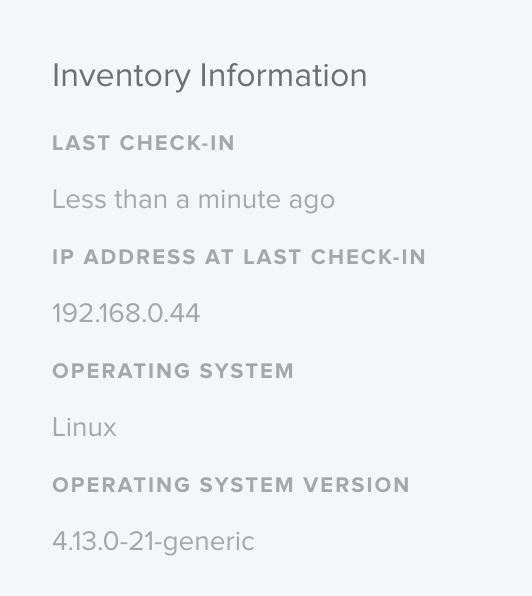 Inventory Information
LAST CHECK-IN
Less than a minute ago
IP ADDRESS AT LAST CHECK-IN
192.168.0.44
OPERATING SYSTEM
Linux
OPERATING SYSTEM VERSION
4.13.0-21-generic